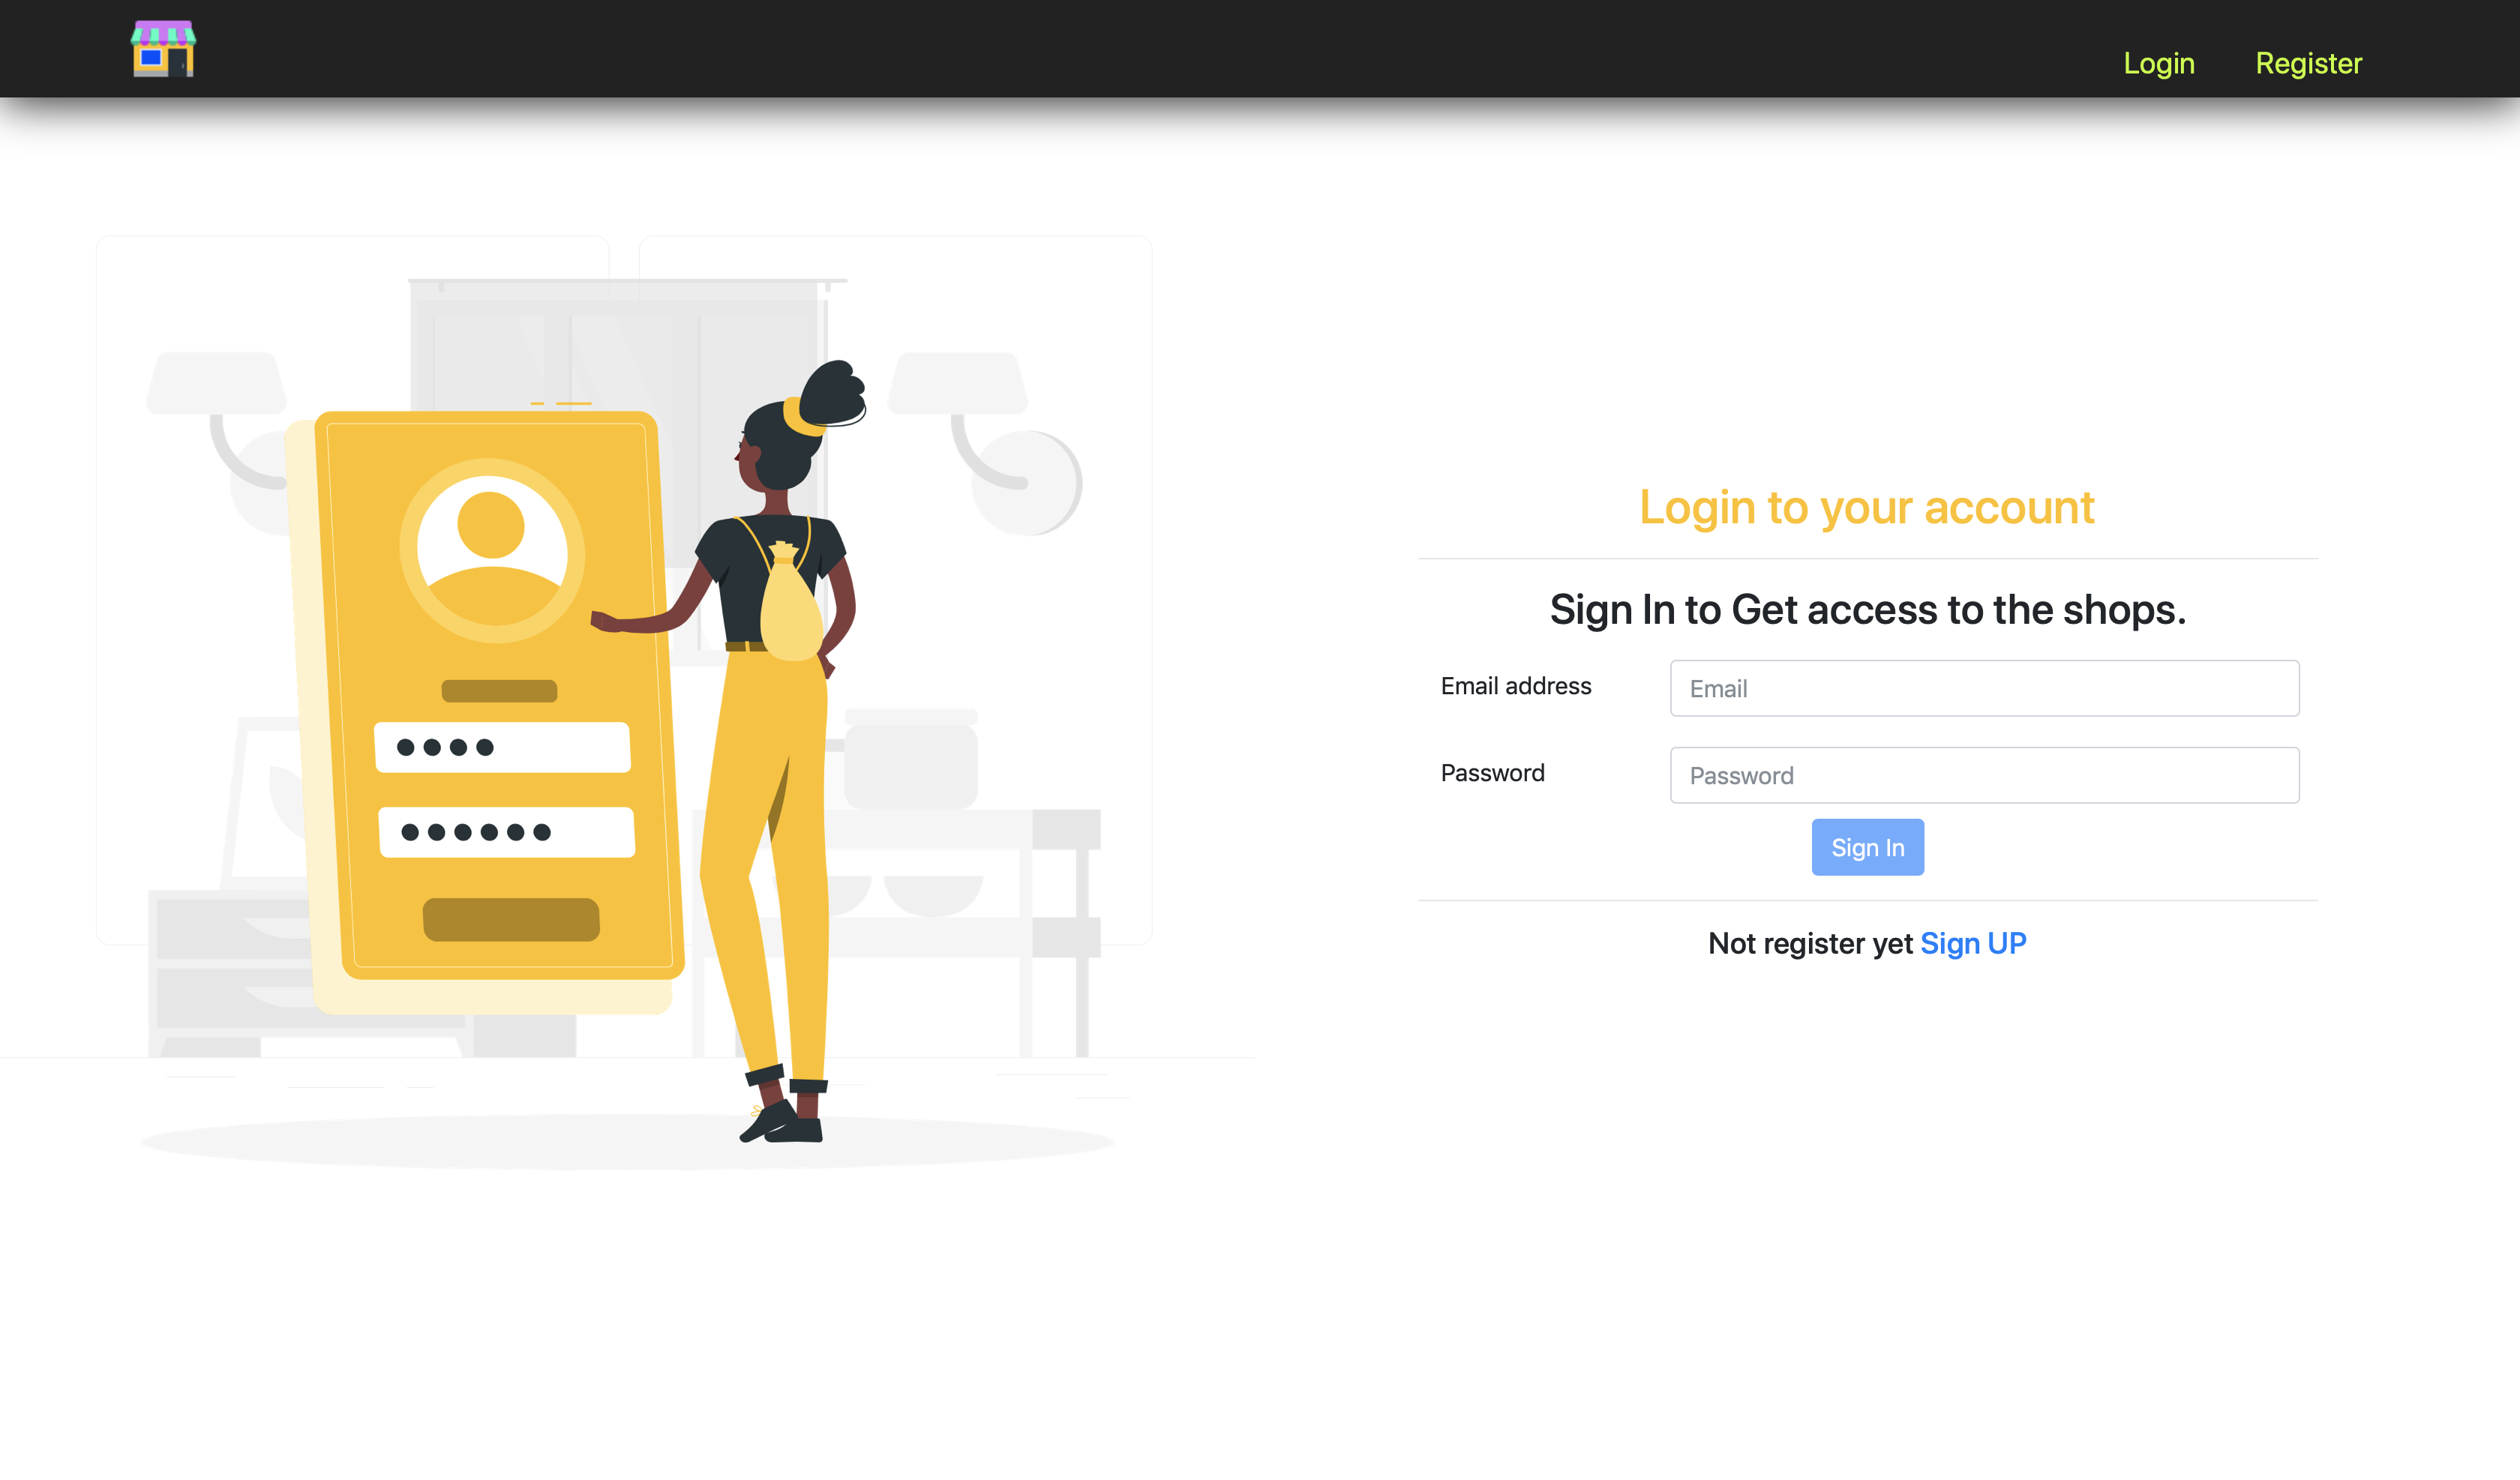 Login Register
Login to your account
Sign In to Get access to the shops.
Email address
Email
Password
Password
Sign In
Not register yet Sign UP